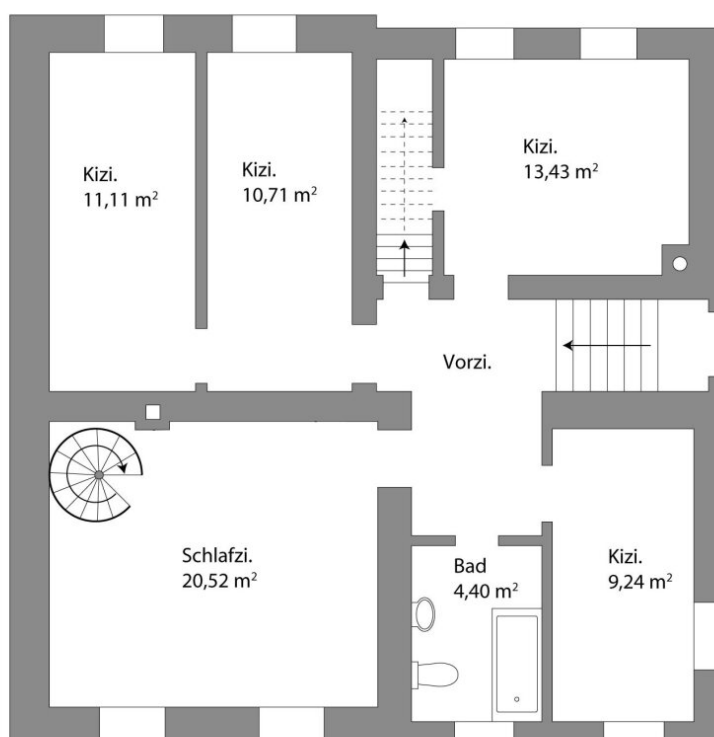 Kizi.
11,11 m²
Kizi.
10,71 m²
Kizi.
13,43 m²
Vorzi.
Schlafzi.
20,52 m²
Bad
4,40 m²
Kizi.
9,24 m²